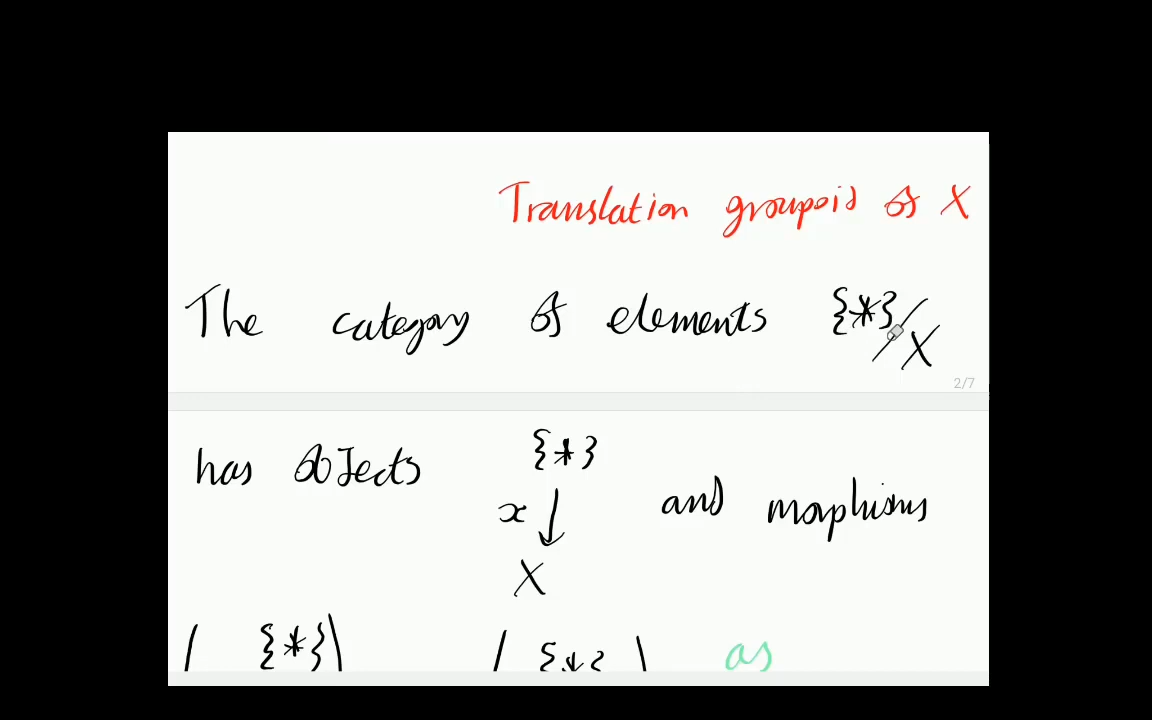 Translation groupoid of X
The category of elements {*}/X
2/7
has objects {*}
x ↓ and morphisms
X
( {*} ) ( {*} ) as